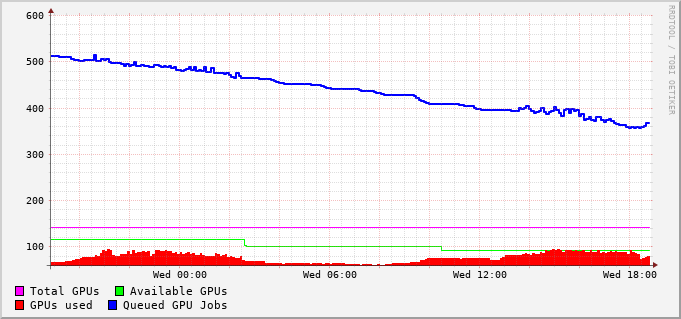 600
500
400
300
200
100
Wed 00:00 Wed 06:00 Wed 12:00 Wed 18:00
Total GPUs Available GPUs
GPUs used Queued GPU Jobs
RRDTOOL / TOBI OETIKER